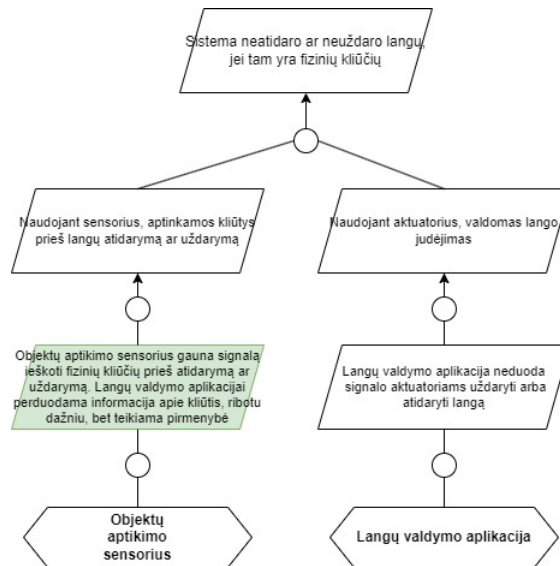 Sistema neatidaro ar neuždaro langų,
jei tam yra fizinių kliūčių
Naudojant sensorius, aptinkamos kliūtys
prieš langų atidarymą ar uždarymą
Naudojant aktuatorius, valdomas lango
judėjimas
Objektų aptikimo sensorius gauna signalą
ieškoti fizinių kliūčių prieš atidarymą ar
uždarymą. Langų valdymo aplikacijai
perduodama informacija apie kliūtis, ribotu
dažniu, bet teikiama pirmenybė
Langų valdymo aplikacija neduoda
signalo aktuatoriams uždaryti arba
atidaryti langą
Objektų
aptikimo
sensorius
Langų valdymo aplikacija